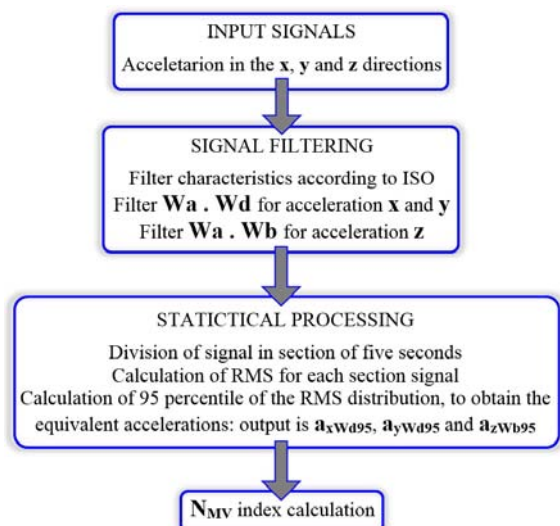 INPUT SIGNALS
Acceletarion in the x, y and z directions
SIGNAL FILTERING
Filter characteristics according to ISO
Filter Wa . Wd for acceleration x and y
Filter Wa . Wb for acceleration z
STATICTICAL PROCESSING
Division of signal in section of five seconds
Calculation of RMS for each section signal
Calculation of 95 percentile of the RMS distribution, to obtain the
equivalent accelerations: output is axWd95, ayWd95 and azWb95
NMV index calculation